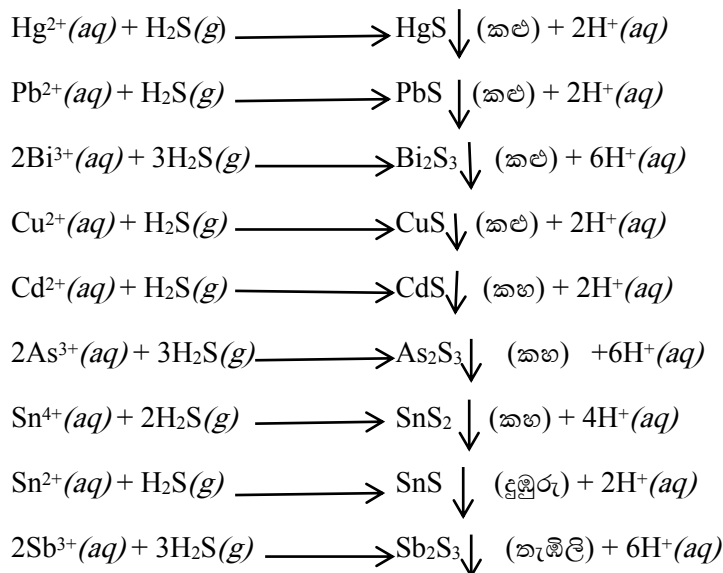 Hg²⁺(aq) + H₂S(g) ⟶ HgS ↓ (කළු) + 2H⁺(aq)
Pb²⁺(aq) + H₂S(g) ⟶ PbS ↓ (කළු) + 2H⁺(aq)
2Bi³⁺(aq) + 3H₂S(g) ⟶ Bi₂S₃ ↓ (කළු) + 6H⁺(aq)
Cu²⁺(aq) + H₂S(g) ⟶ CuS ↓ (කළු) + 2H⁺(aq)
Cd²⁺(aq) + H₂S(g) ⟶ CdS ↓ (කහ) + 2H⁺(aq)
2As³⁺(aq) + 3H₂S(g) ⟶ As₂S₃ ↓ (කහ) +6H⁺(aq)
Sn⁴⁺(aq) + 2H₂S(g) ⟶ SnS₂ ↓ (කහ) + 4H⁺(aq)
Sn²⁺(aq) + H₂S(g) ⟶ SnS ↓ (දුඹුරු) + 2H⁺(aq)
2Sb³⁺(aq) + 3H₂S(g) ⟶ Sb₂S₃ ↓ (තැඹිලි) + 6H⁺(aq)